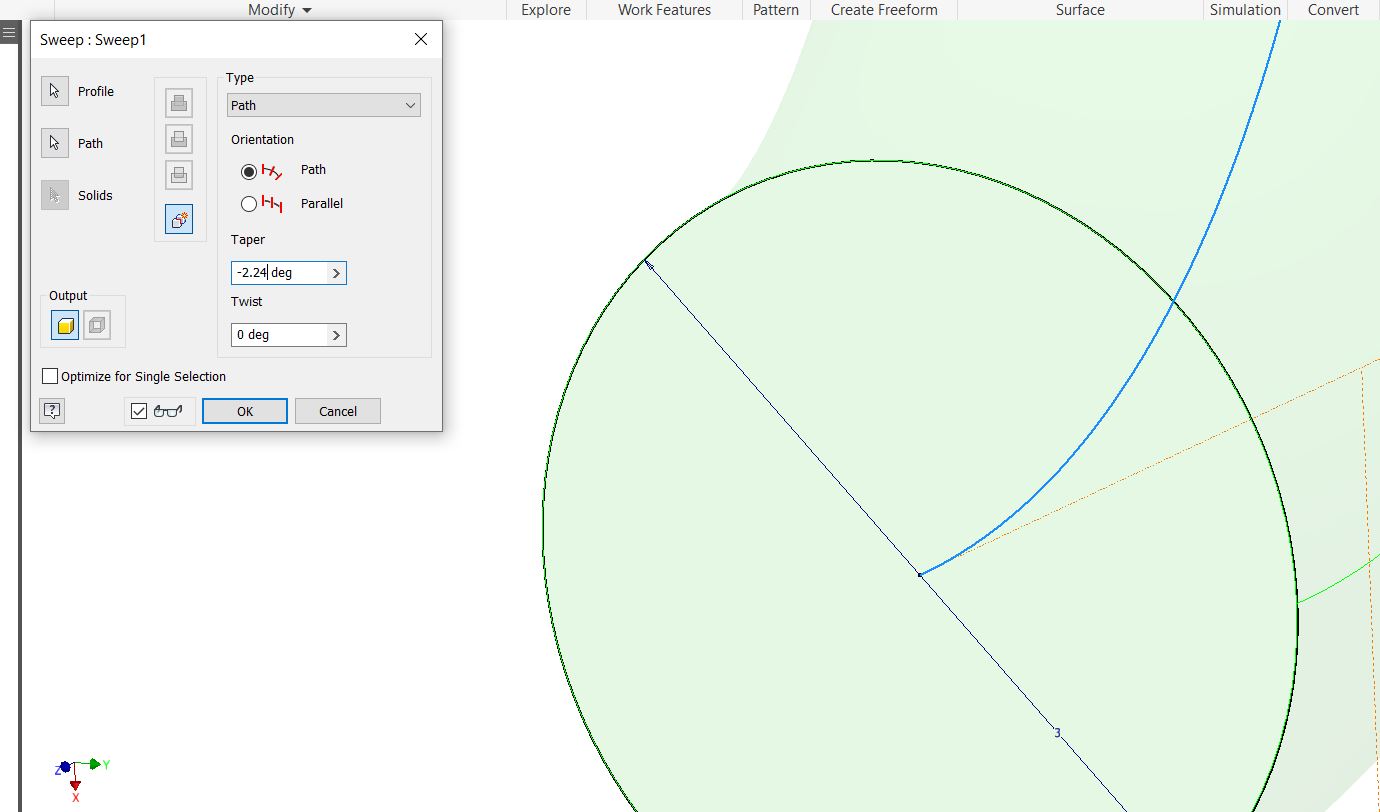 Modify
Explore
Work Features
Pattern
Create Freeform
Surface
Simulation
Convert
Sweep : Sweep1
Profile
Path
Solids
Type
Path
Orientation
Path
Parallel
Taper
-2.24 deg
Twist
0 deg
Output
Optimize for Single Selection
?
OK
Cancel
3
Z
Y
X